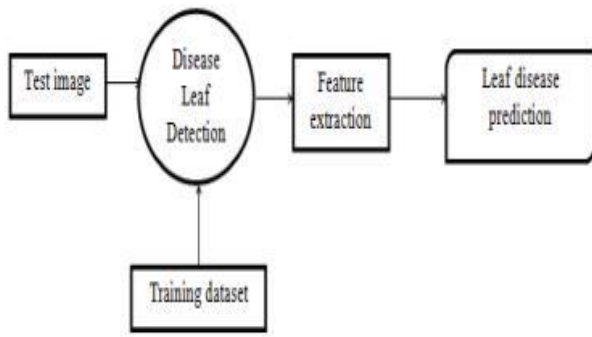 Test image
Disease
Leaf
Detection
Feature
extraction
Leaf disease
prediction
Training dataset